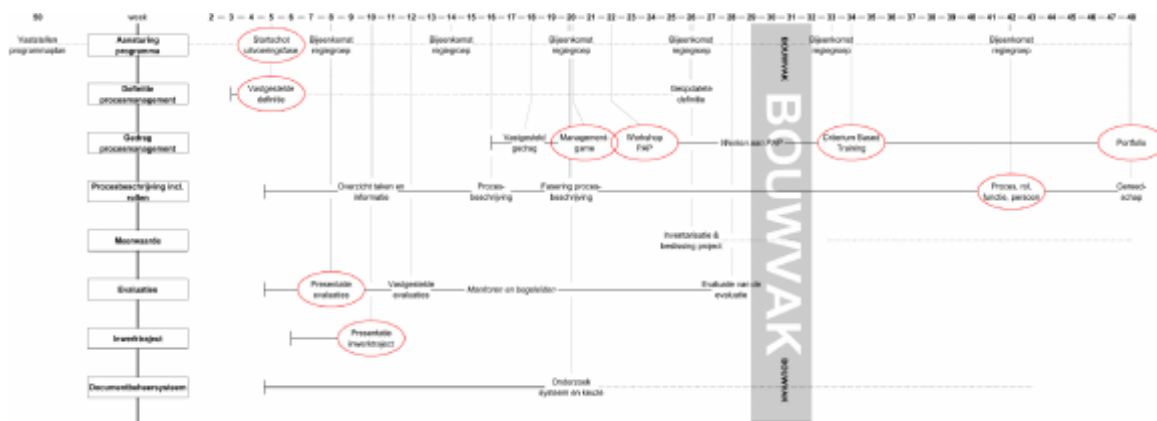 50 week 2 3 4 5 6 7 8 9 10 11 12 13 14 15 16 17 18 19 20 21 22 23 24 25 26 27 28 29 30 31 32 33 34 35 36 37 38 39 40 41 42 43 44 45 46 47 48
Vaststellen
programmaplan
Aansturing
programma
Startschot
uitvoeringsfase
Bijeenkomst
regiegroep
Bijeenkomst
regiegroep
Bijeenkomst
regiegroep
Bijeenkomst
regiegroep
Bijeenkomst
regiegroep
Bijeenkomst
regiegroep
BOUWVAK
BOUWVAK
BOUWVAK
Definitie
procesmanagement
Vastgestelde
definitie
Geüpdatete
definitie
Gedrag
procesmanagement
Vastgesteld
gedrag
Management-
game
Workshop
PAP
Werken aan PAP
Criterium Based
Training
Portfolio
Procesbeschrijving incl.
rollen
Overzicht taken en
informatie
Proces-
beschrijving
Fasering proces-
beschrijving
Proces, rol,
functie, persoon
Gereed-
schap
Meerwaarde
Inventarisatie &
beslissing project
Evaluaties
Presentatie
evaluaties
Vastgestelde
evaluaties
Monitoren en begeleiden
Evaluatie van de
evaluatie
Inwerktraject
Presentatie
inwerktraject
Documentbeheersysteem
Onderzoek
systeem en keuze